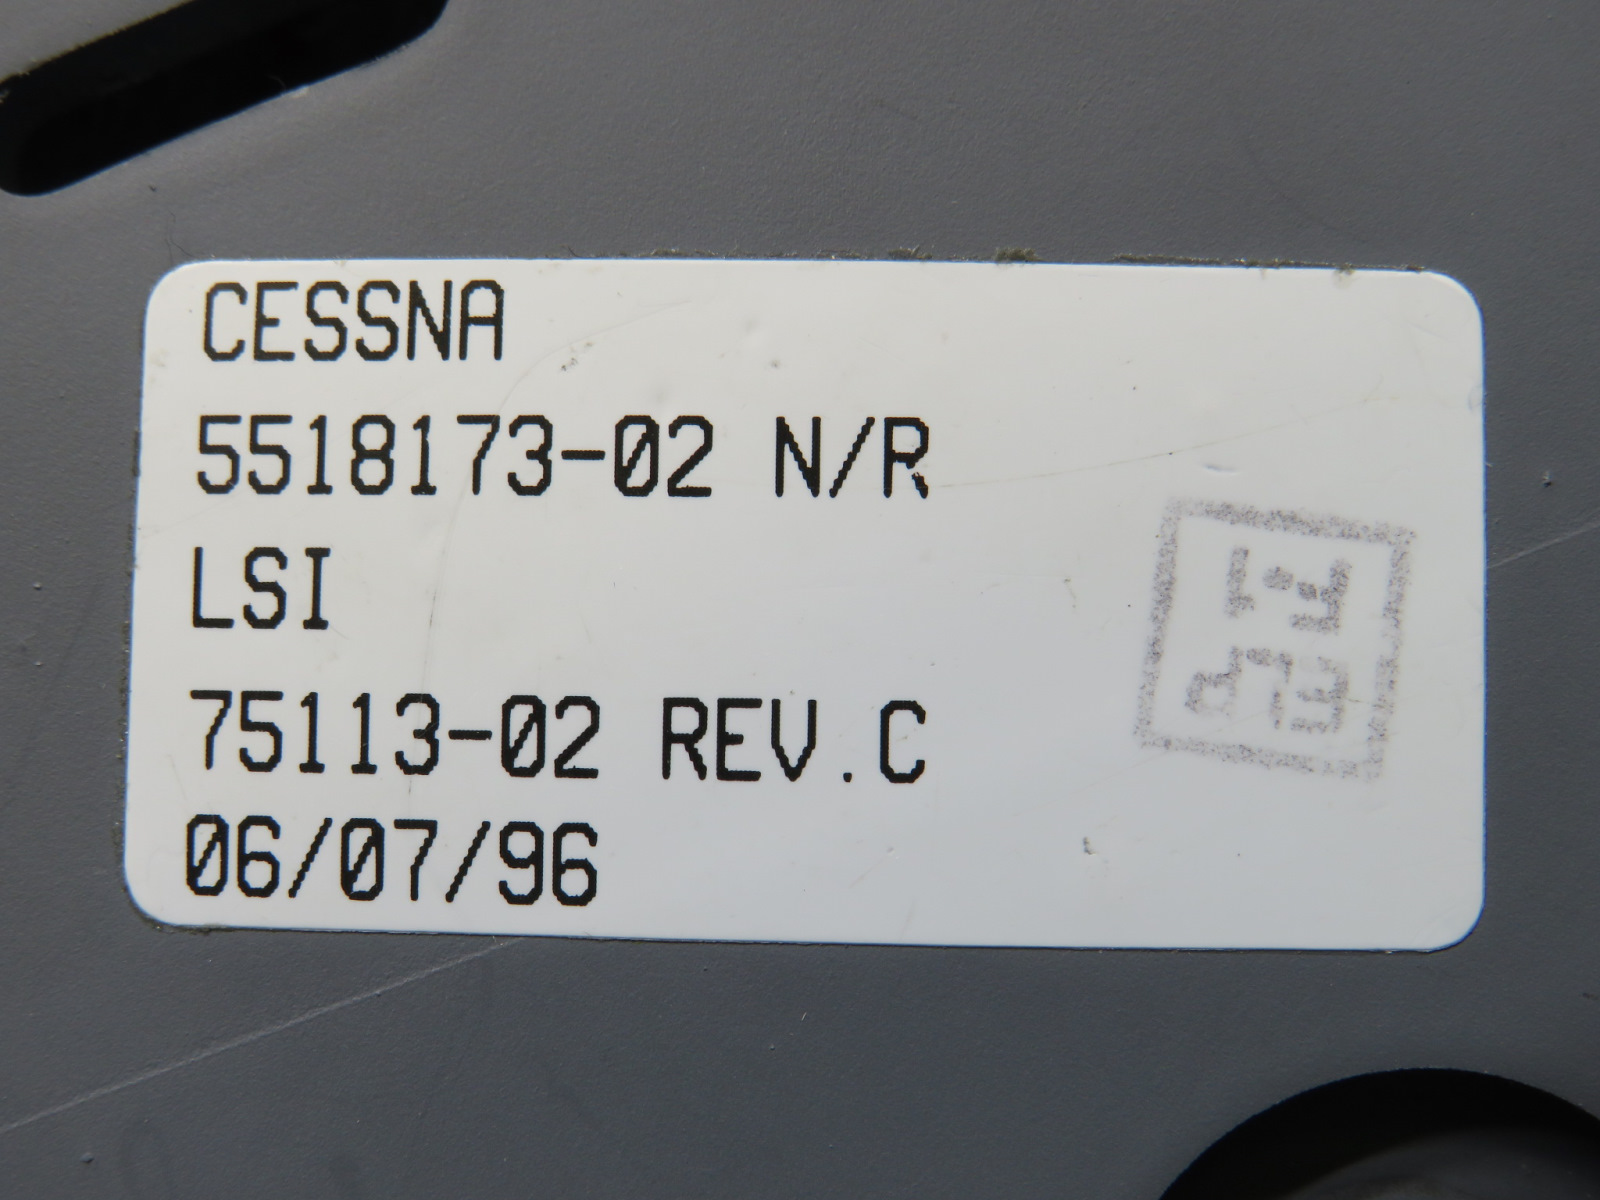 CESSNA
5518173-02 N/R
LSI
75113-02 REV.C
06/07/96